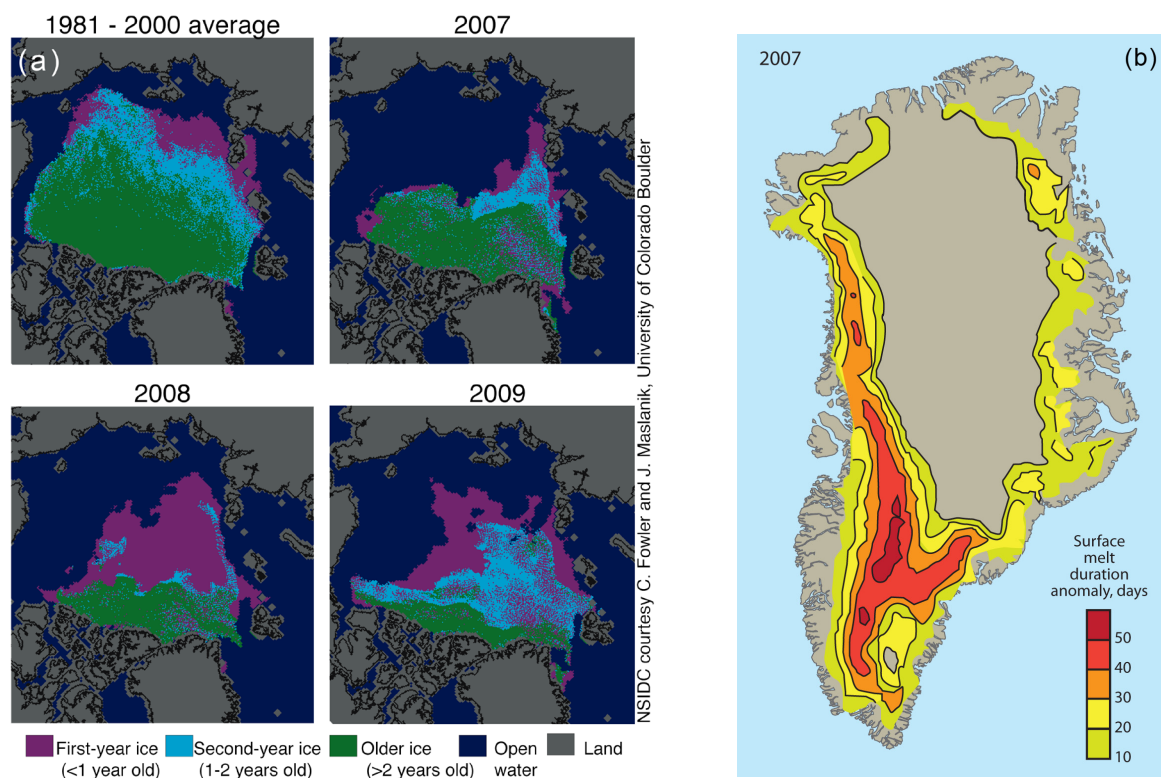 1981 - 2000 average
2007
(a)
2008
2009
NSIDC courtesy C. Fowler and J. Maslanik, University of Colorado Boulder
First-year ice
(<1 year old)
Second-year ice
(1-2 years old)
Older ice
(>2 years old)
Open
water
Land
2007
(b)
Surface
melt
duration
anomaly, days
50
40
30
20
10